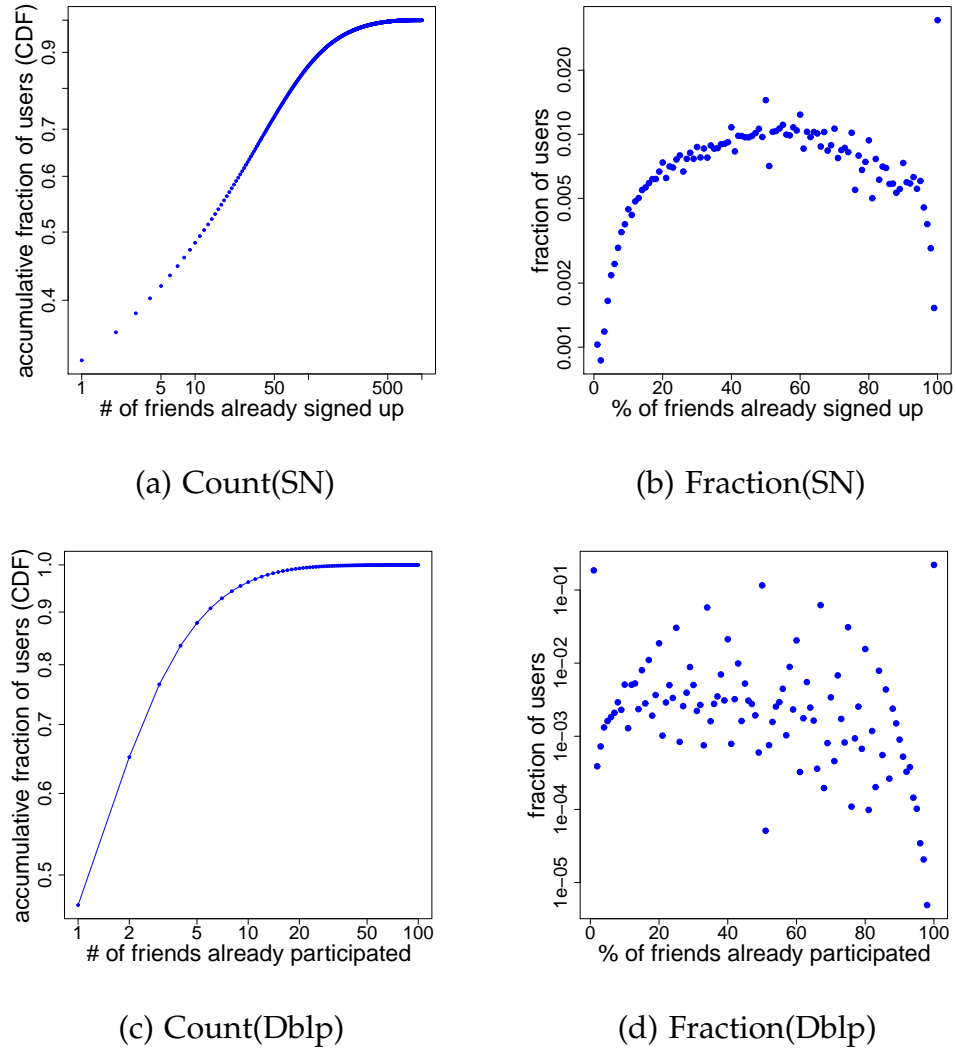 accumulative fraction of users (CDF)
0.9
0.7
0.6
0.5
0.4
1 5 10 50 500
# of friends already signed up
(a) Count(SN)
fraction of users
0.020
0.010
0.005
0.002
0.001
0 20 40 60 80 100
% of friends already signed up
(b) Fraction(SN)
accumulative fraction of users (CDF)
1.0
0.9
0.8
0.7
0.6
0.5
1 2 5 10 20 50 100
# of friends already participated
(c) Count(Dblp)
fraction of users
1e-01
1e-02
1e-03
1e-04
1e-05
0 20 40 60 80 100
% of friends already participated
(d) Fraction(Dblp)